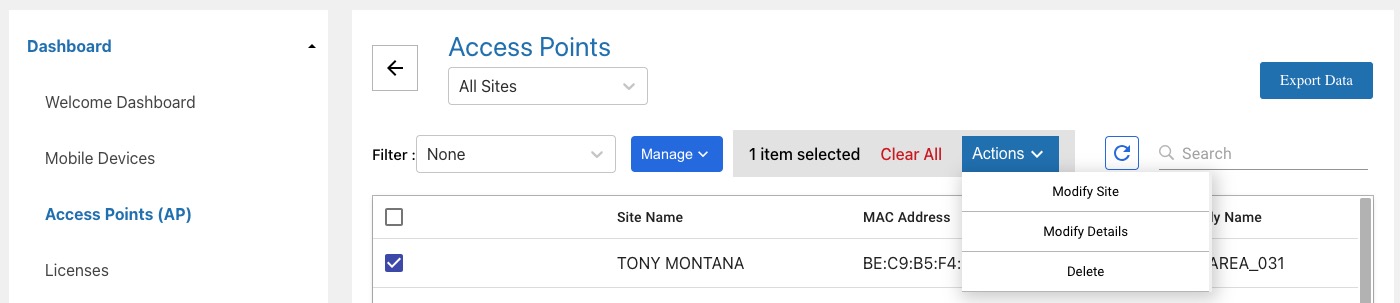 Dashboard
Welcome Dashboard
Mobile Devices
Access Points (AP)
Licenses
Access Points
All Sites
Export Data
Filter : None Manage 1 item selected Clear All Actions Search
Modify Site
Modify Details
Delete
Site Name MAC Address Name
TONY MONTANA BE:C9:B5:F4: AREA_031